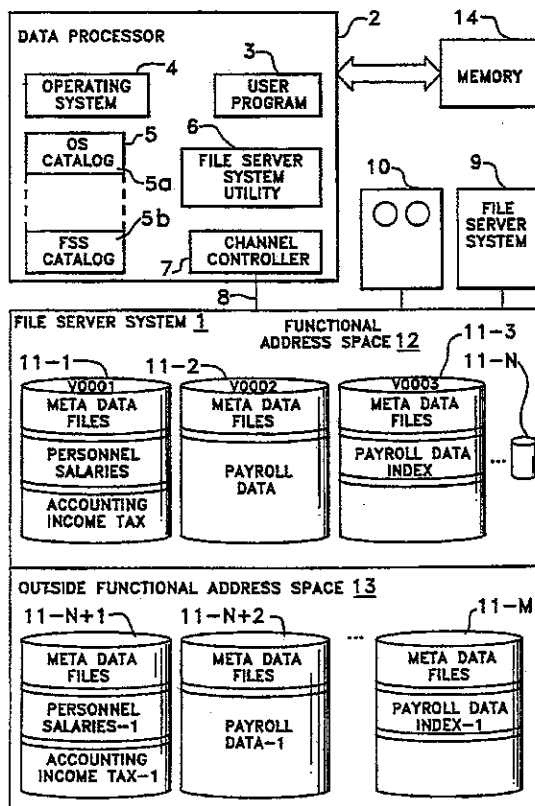 DATA PROCESSOR
2
14
4
OPERATING
SYSTEM
3
USER
PROGRAM
MEMORY
5
OS
CATALOG
5a
6
FILE SERVER
SYSTEM
UTILITY
10
9
FILE
SERVER
SYSTEM
5b
FSS
CATALOG
7
CHANNEL
CONTROLLER
8
FILE SERVER SYSTEM 1
FUNCTIONAL
ADDRESS SPACE 12
11-3
11-1
11-2
11-N
V0001
META DATA
FILES
PERSONNEL
SALARIES
ACCOUNTING
INCOME TAX
V0002
META DATA
FILES
PAYROLL
DATA
V0003
META DATA
FILES
PAYROLL DATA
INDEX
...
OUTSIDE FUNCTIONAL ADDRESS SPACE 13
11-N+1
11-N+2
...
11-M
META DATA
FILES
PERSONNEL
SALARIES-1
ACCOUNTING
INCOME TAX-1
META DATA
FILES
PAYROLL
DATA-1
META DATA
FILES
PAYROLL DATA
INDEX-1